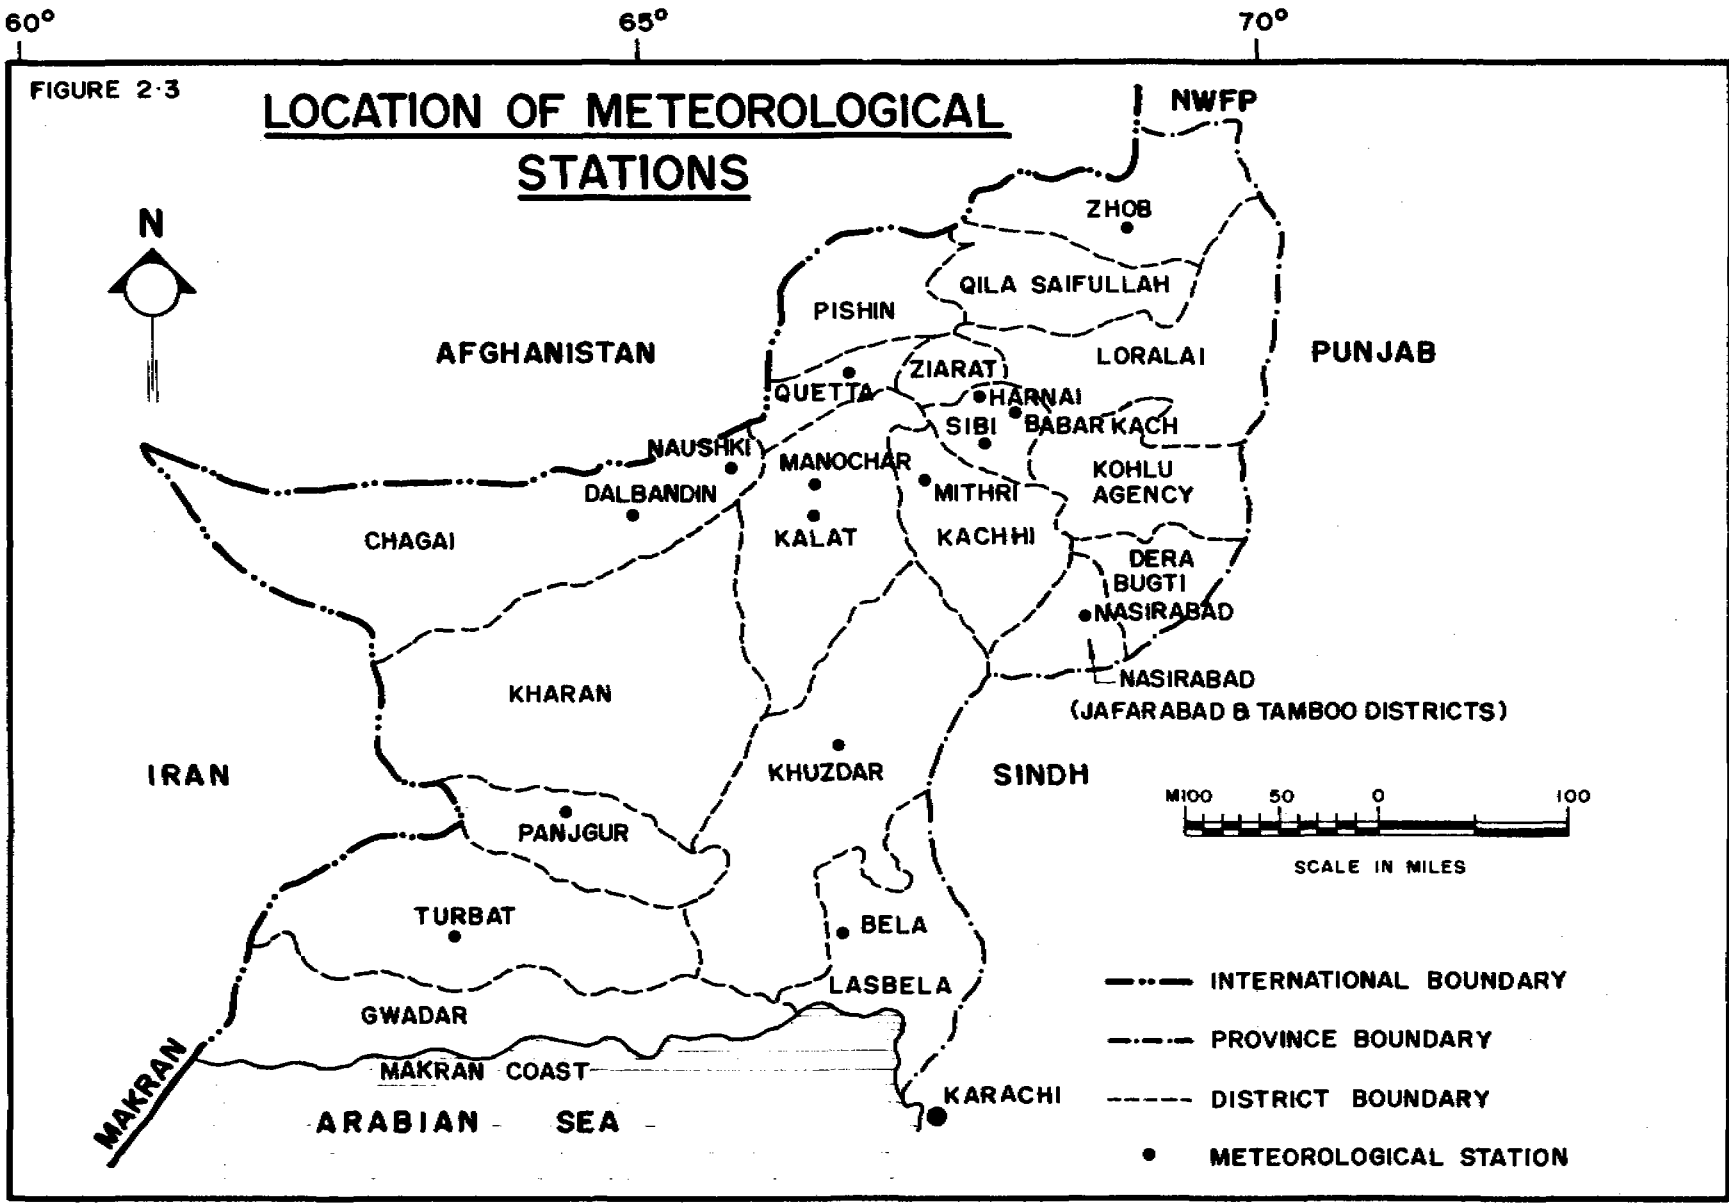 60° 65° 70°
FIGURE 2·3
LOCATION OF METEOROLOGICAL
STATIONS
NWFP
N
ZHOB
QILA SAIFULLAH
PISHIN
AFGHANISTAN
LORALAI
PUNJAB
ZIARAT
QUETTA
HARNAI
SIBI
BABAR KACH
NAUSHKI
MANOCHAR
KOHLU
AGENCY
DALBANDIN
MITHRI
CHAGAI
KALAT
KACHHI
DERA
BUGTI
NASIRABAD
NASIRABAD
(JAFARABAD & TAMBOO DISTRICTS)
KHARAN
IRAN
KHUZDAR
SINDH
M100 50 0 100
SCALE IN MILES
PANJGUR
TURBAT
BELA
LASBELA
GWADAR
MAKRAN
MAKRAN COAST
KARACHI
ARABIAN SEA
INTERNATIONAL BOUNDARY
PROVINCE BOUNDARY
DISTRICT BOUNDARY
METEOROLOGICAL STATION